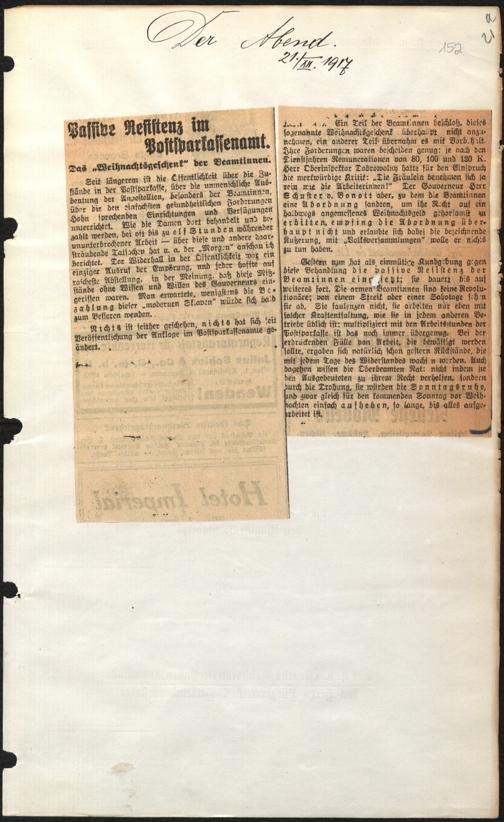 Der Abend.
21./XII. 1917
152
Passive Resistenz im
Postsparkassenamt.
Das „Weihnachtsgeschenk“ der Beamtinnen.
Seit längerem ist die Oeffentlichkeit über die Zu-
stände in der Postsparkasse, über die unmenschliche Aus-
beutung der Angestellten, besonders der Beamtinnen,
über die den einfachsten gesundheitlichen Forderungen
Hohn sprechenden Einrichtungen und Verfügungen
unterrichtet. Wie die Damen dort behandelt und be-
zahlt werden, bei bis zu zwölf Stunden währender
ununterbrochener Arbeit — über diese und andere haar-
sträubende Tatsachen hat u. a. der „Morgen“ ausführlich
berichtet. Der Widerhall in der Oeffentlichkeit war ein
einziger Ausruf der Empörung, und jeder hoffte auf
rascheste Abstellung, in der Meinung, daß diese Miß-
stände ohne Wissen und Willen des Gouverneurs ein-
gerissen waren. Man erwartete, wenigstens die Be-
zahlung dieser „modernen Sklaven“ würde sich bald
zum Besseren wenden.
Nichts ist seither geschehen, nichts hat sich seit
Veröffentlichung der Anklage im Postsparkassenamte ge-
ändert.
Ein Teil der Beamtinnen beschloß, dieses
sogenannte Weihnachtsgeschenk überhaupt nicht anzu-
nehmen, ein anderer Teil übernahm es mit Vorbehalt.
Ihre Forderungen waren bescheiden genug: je nach den
Dienstjahren Remunerationen von 80, 100 und 120 K.
Herr Oberinspektor Dobrowolny hatte für den Einspruch
die merkwürdige Kritik: „Die Fräulein benehmen sich ja
rein wie die Arbeiterinnen!“ Der Gouverneur Herr
Schuster v. Bonott aber, zu dem die Beamtinnen
eine Abordnung sandten, um ihr Recht auf ein
halbwegs angemessenes Weihnachtsgeld gehorsamst zu
erbitten, empfing die Abordnung über-
haupt nicht und erlaubte sich dabei die bezeichnende
Äußerung, mit „Volksversammlungen“ wolle er nichts
zu tun haben.
Gestern nun hat als einmütige Kundgebung gegen
diese Behandlung die passive Resistenz der
Beamtinnen eingesetzt; sie dauert bis auf
weiteres fort. Die armen Beamtinnen sind keine Revolu-
tionäre; von einem Streik oder einer Sabotage sehen
sie ab. Sie faulenzen nicht, sie arbeiten nur eben mit
solcher Kraftentfaltung, wie sie in jedem anderen Be-
triebe üblich ist; multipliziert mit den Arbeitsstunden der
Postsparkasse, ist das noch immer übergenug. Bei der
erdrückenden Fülle von Arbeit, die bewältigt werden
sollte, ergaben sich natürlich schon gestern Rückstände, die
mit jedem Tage des Widerstandes wachsen werden. Auch
dagegen wissen die Oberbeamten Rat: nicht indem sie
den Ausgebeuteten zu ihrem Recht verhelfen, sondern
durch die Drohung, sie würden die Sonntagsruhe,
und zwar gleich für den kommenden Sonntag vor Weih-
nachten einfach aufheben, so lange, bis alles aufge-
arbeitet ist.
Hotel Imperial